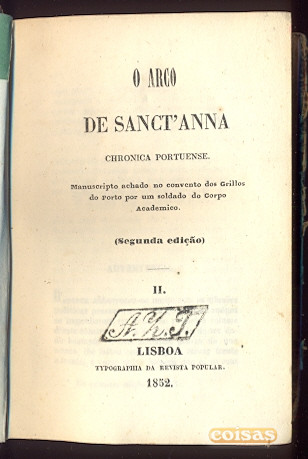 O ARCO
DE SANCT'ANNA
CHRONICA PORTUENSE.
Manuscripto achado no convento dos Grillos
do Porto por um soldado do Corpo
Academico.
(Segunda edição)
II.
LISBOA
TYPOGRAPHIA DA REVISTA POPULAR.
1852.
coisas